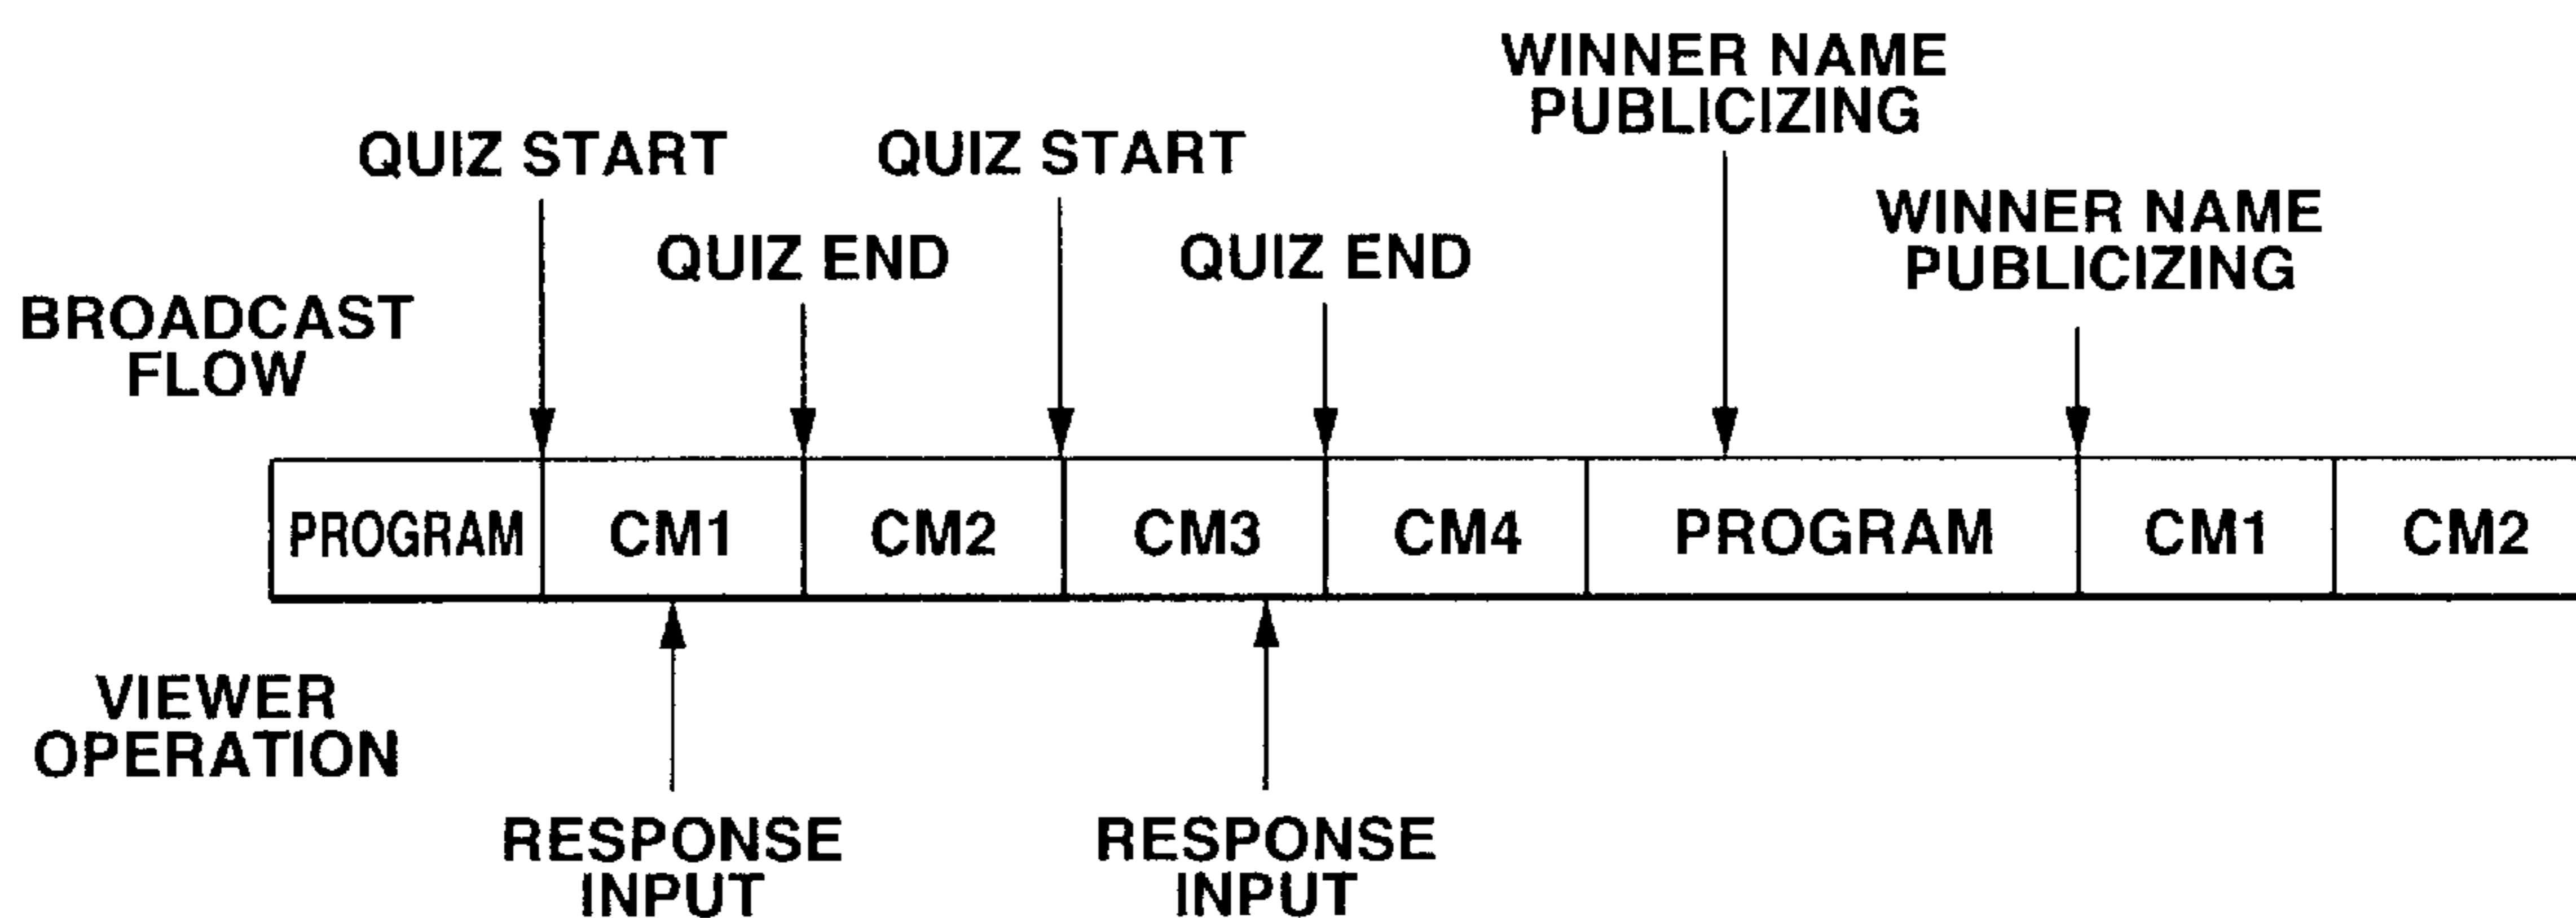 WINNER NAME
PUBLICIZING
QUIZ START
QUIZ START
WINNER NAME
PUBLICIZING
QUIZ END
QUIZ END
BROADCAST
FLOW
PROGRAM
CM1
CM2
CM3
CM4
PROGRAM
CM1
CM2
VIEWER
OPERATION
RESPONSE
INPUT
RESPONSE
INPUT